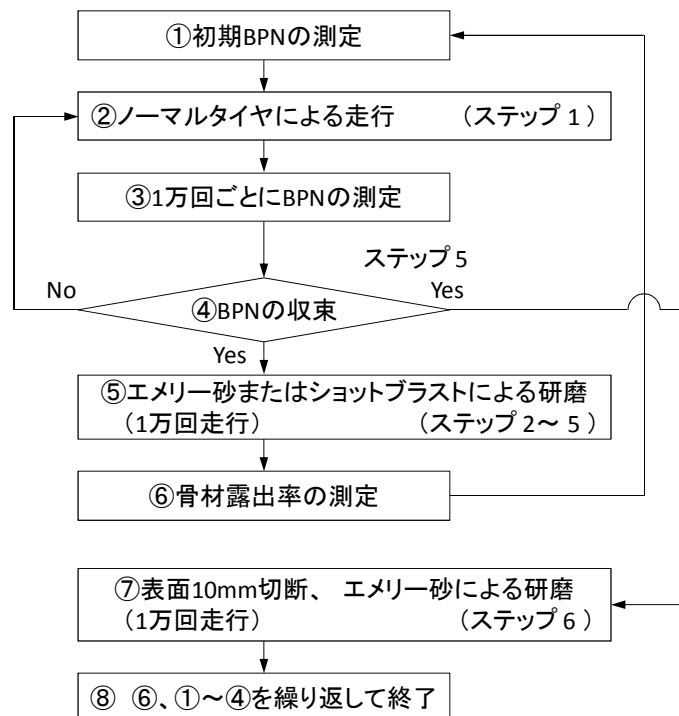 ①初期BPNの測定
②ノーマルタイヤによる走行 （ステップ 1 ）
③1万回ごとにBPNの測定
ステップ 5
No
④BPNの収束
Yes
Yes
⑤エメリー砂またはショットブラストによる研磨
（1万回走行） （ステップ 2～ 5 ）
⑥骨材露出率の測定
⑦表面10mm切断、 エメリー砂による研磨
（1万回走行） （ステップ 6 ）
⑧ ⑥、①～④を繰り返して終了